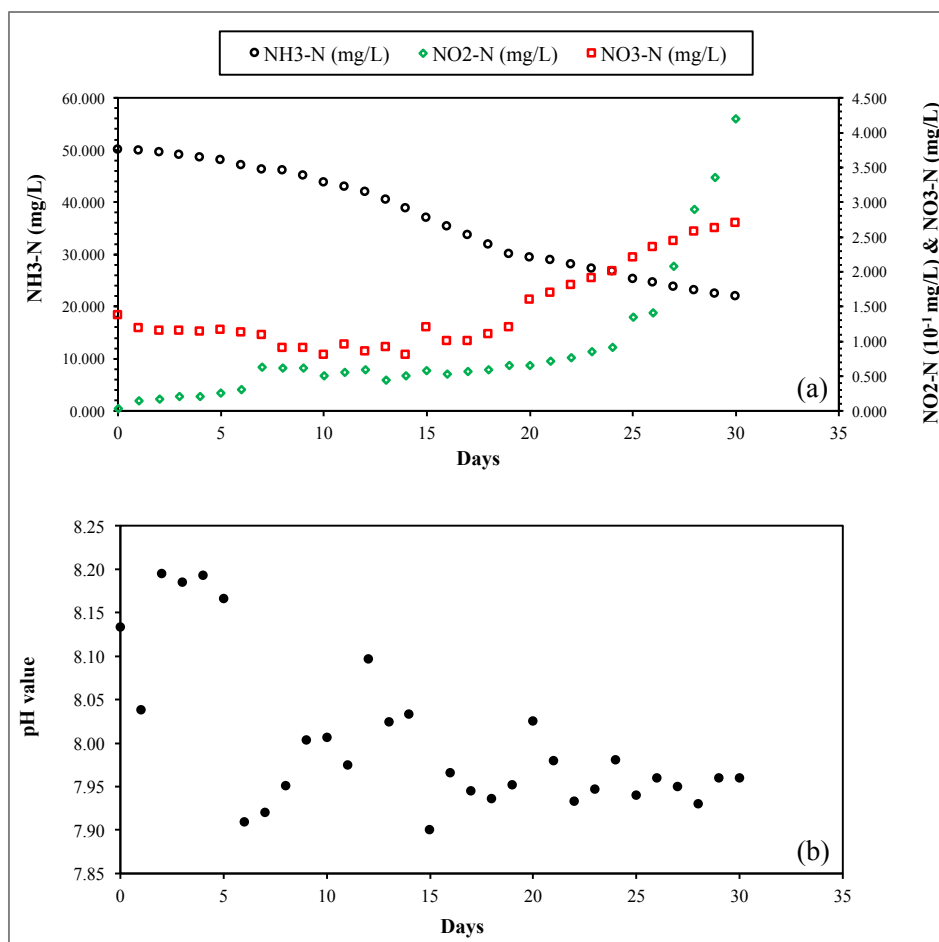 NH3-N (mg/L) NO2-N (mg/L) NO3-N (mg/L)
60.000
50.000
40.000
30.000
20.000
10.000
0.000
NH3-N (mg/L)
4.500
4.000
3.500
3.000
2.500
2.000
1.500
1.000
0.500
0.000
NO2-N (10⁻¹ mg/L) & NO3-N (mg/L)
(a)
0 5 10 15 20 25 30 35
Days
8.25
8.20
8.15
8.10
8.05
8.00
7.95
7.90
7.85
pH value
(b)
0 5 10 15 20 25 30 35
Days